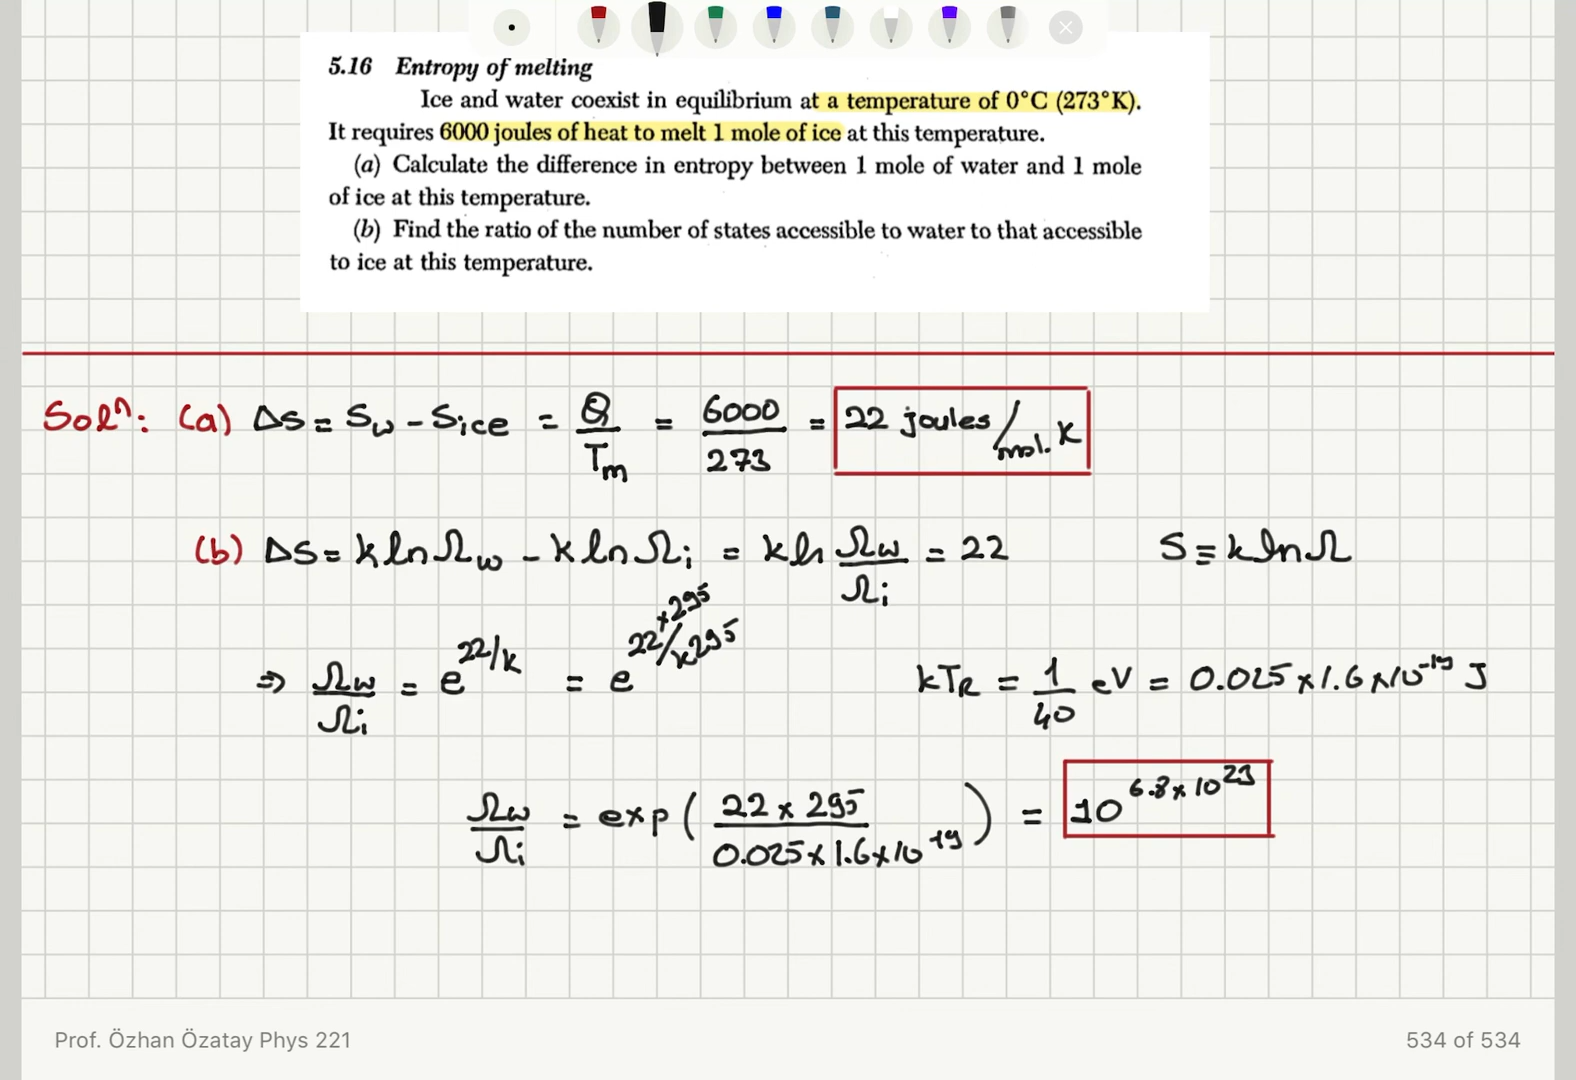 5.16 Entropy of melting
Ice and water coexist in equilibrium at a temperature of 0°C (273°K).
It requires 6000 joules of heat to melt 1 mole of ice at this temperature.
(a) Calculate the difference in entropy between 1 mole of water and 1 mole
of ice at this temperature.
(b) Find the ratio of the number of states accessible to water to that accessible
to ice at this temperature.
Solⁿ: (a) ΔS = S_w - S_ice = Q/T_m = 6000/273 = 22 joules/mol.K
(b) ΔS = k ln Ω_w - k ln Ω_i = k ln Ω_w/Ω_i = 22 S ≡ k ln Ω
⇒ Ω_w/Ω_i = e^(22/k) = e^(22×295/k×295) kT_R = 1/40 eV = 0.025 × 1.6 × 10^-19 J
Ω_w/Ω_i = exp(22 × 295 / 0.025 × 1.6 × 10^-19) = 10^(6.8 × 10^23)
Prof. Özhan Özatay Phys 221
534 of 534